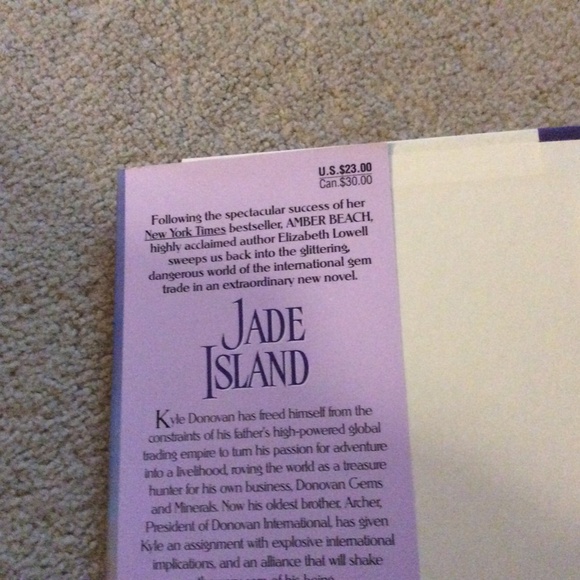 U.S.$23.00
Can.$30.00
Following the spectacular success of her
New York Times bestseller, AMBER BEACH,
highly acclaimed author Elizabeth Lowell
sweeps us back into the glittering,
dangerous world of the international gem
trade in an extraordinary new novel.
JADE
ISLAND
Kyle Donovan has freed himself from the
constraints of his father's high-powered global
trading empire to turn his passion for adventure
into a livelihood, roving the world as a treasure
hunter for his own business, Donovan Gems
and Minerals. Now his oldest brother, Archer,
President of Donovan International, has given
Kyle an assignment with explosive international
implications, and an alliance that will shake
of his being